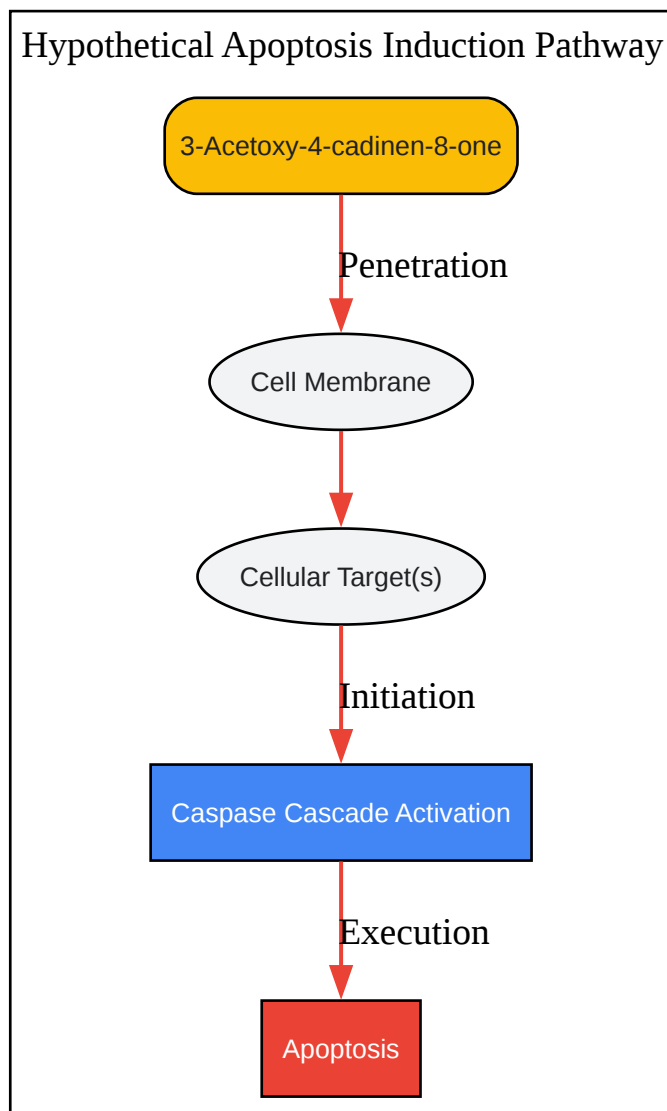 Hypothetical Apoptosis Induction Pathway
3-Acetoxy-4-cadinen-8-one
Penetration
Cell Membrane
Cellular Target(s)
Initiation
Caspase Cascade Activation
Execution
Apoptosis